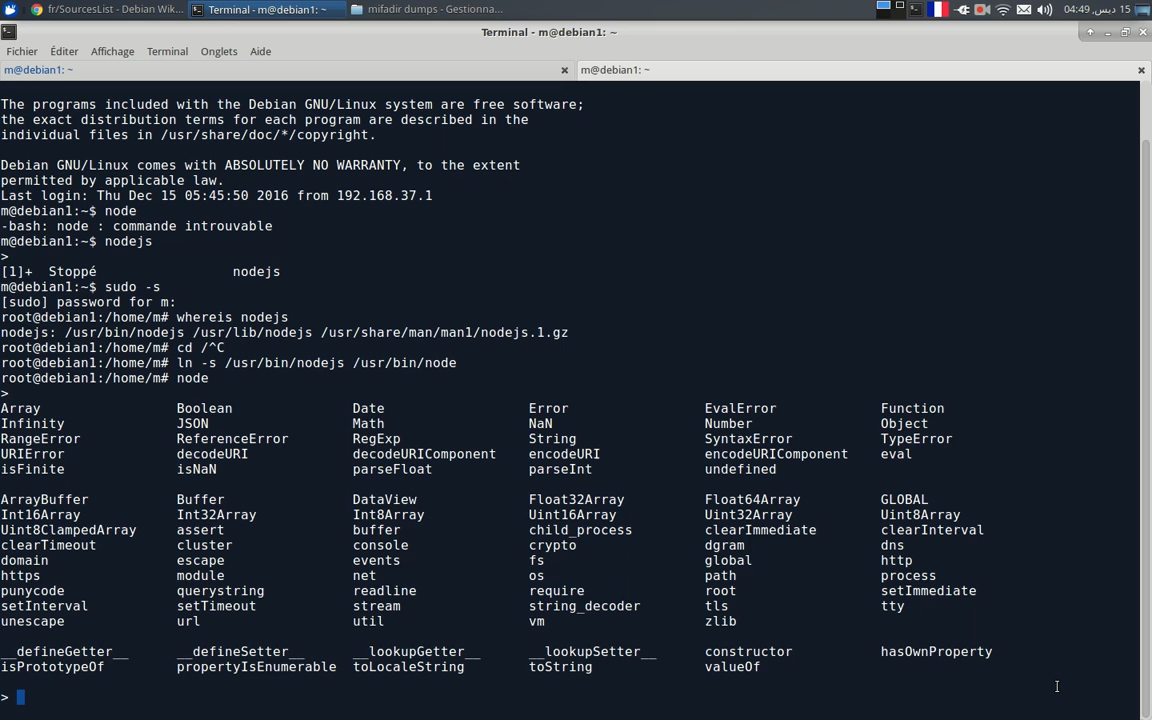 fr/SourcesList - Debian Wik... Terminal - m@debian1: ~ mifadir dumps - Gestionna... 15 ديس, 04:49
Terminal - m@debian1: ~
Fichier Éditer Affichage Terminal Onglets Aide
m@debian1: ~ m@debian1: ~
The programs included with the Debian GNU/Linux system are free software;
the exact distribution terms for each program are described in the
individual files in /usr/share/doc/*/copyright.
Debian GNU/Linux comes with ABSOLUTELY NO WARRANTY, to the extent
permitted by applicable law.
Last login: Thu Dec 15 05:45:50 2016 from 192.168.37.1
m@debian1:~$ node
-bash: node : commande introuvable
m@debian1:~$ nodejs
>
[1]+  Stoppé                 nodejs
m@debian1:~$ sudo -s
[sudo] password for m:
root@debian1:/home/m# whereis nodejs
nodejs: /usr/bin/nodejs /usr/lib/nodejs /usr/share/man/man1/nodejs.1.gz
root@debian1:/home/m# cd /^C
root@debian1:/home/m# ln -s /usr/bin/nodejs /usr/bin/node
root@debian1:/home/m# node
>
Array Boolean Date Error EvalError Function
Infinity JSON Math NaN Number Object
RangeError ReferenceError RegExp String SyntaxError TypeError
URIError decodeURI decodeURIComponent encodeURI encodeURIComponent eval
isFinite isNaN parseFloat parseInt undefined
ArrayBuffer Buffer DataView Float32Array Float64Array GLOBAL
Int16Array Int32Array Int8Array Uint16Array Uint32Array Uint8Array
Uint8ClampedArray assert buffer child_process clearImmediate clearInterval
clearTimeout cluster console crypto dgram dns
domain escape events fs global http
https module net os path process
punycode querystring readline require root setImmediate
setInterval setTimeout stream string_decoder tls tty
unescape url util vm zlib
__defineGetter__ __defineSetter__ __lookupGetter__ __lookupSetter__ constructor hasOwnProperty
isPrototypeOf propertyIsEnumerable toLocaleString toString valueOf
>